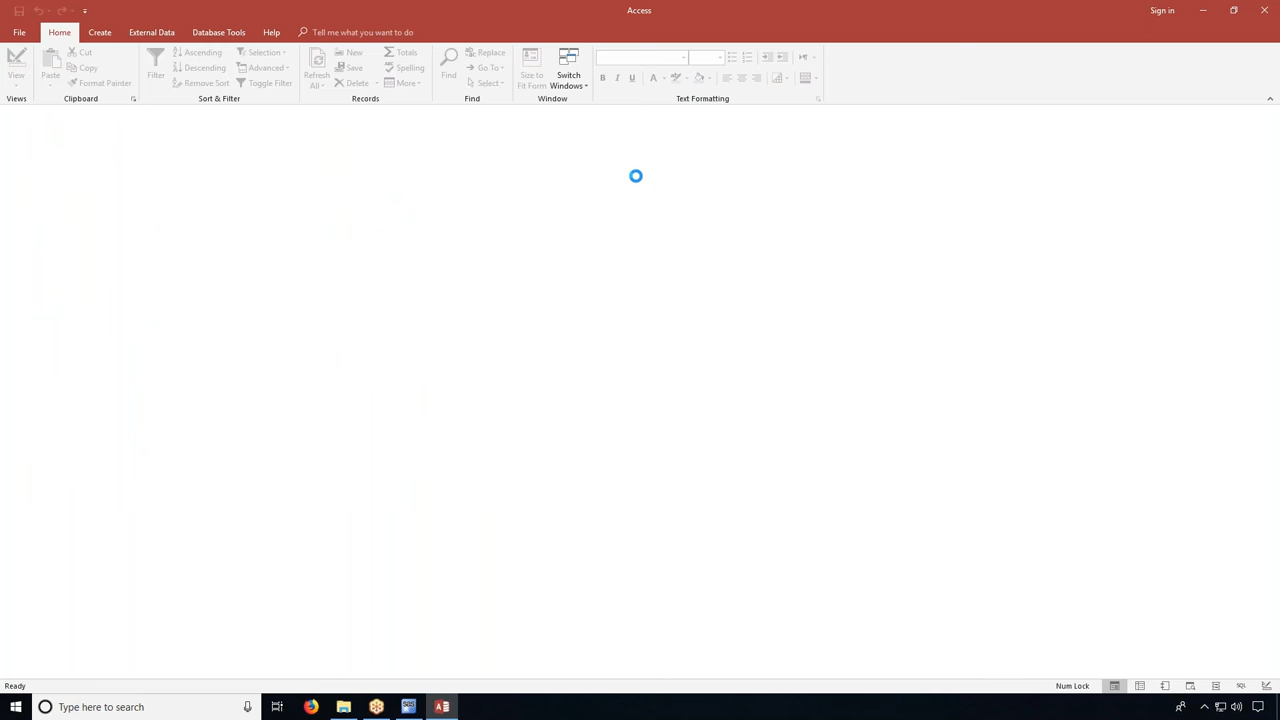 Access
Sign in
File Home Create External Data Database Tools Help Tell me what you want to do
View
Paste
Cut
Copy
Format Painter
Filter
Ascending
Descending
Remove Sort
Selection
Advanced
Toggle Filter
Refresh
All
New
Save
Delete
Totals
Spelling
More
Find
Replace
Go To
Select
Size to
Fit Form
Switch
Windows
B I U A
Views Clipboard Sort & Filter Records Find Window Text Formatting
Ready
Num Lock
SQL
Type here to search
SAS